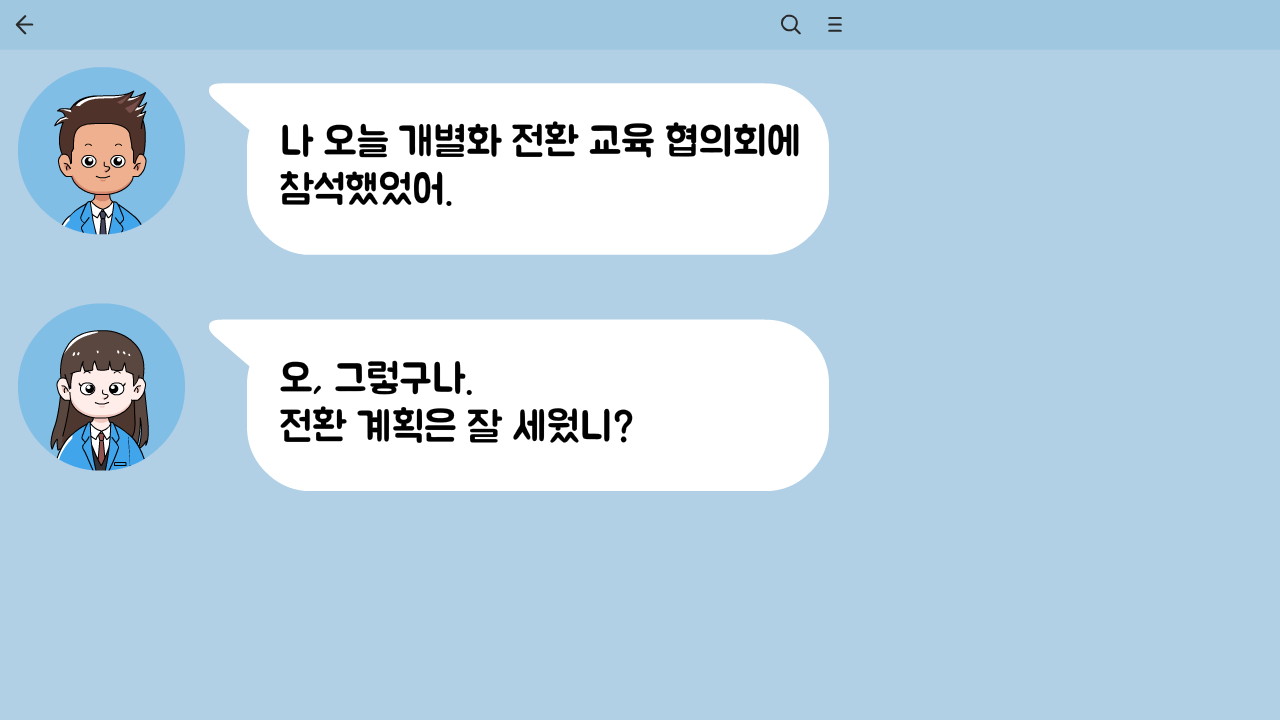 나 오늘 개별화 전환 교육 협의회에
참석했었어.
오, 그렇구나.
전환 계획은 잘 세웠니?